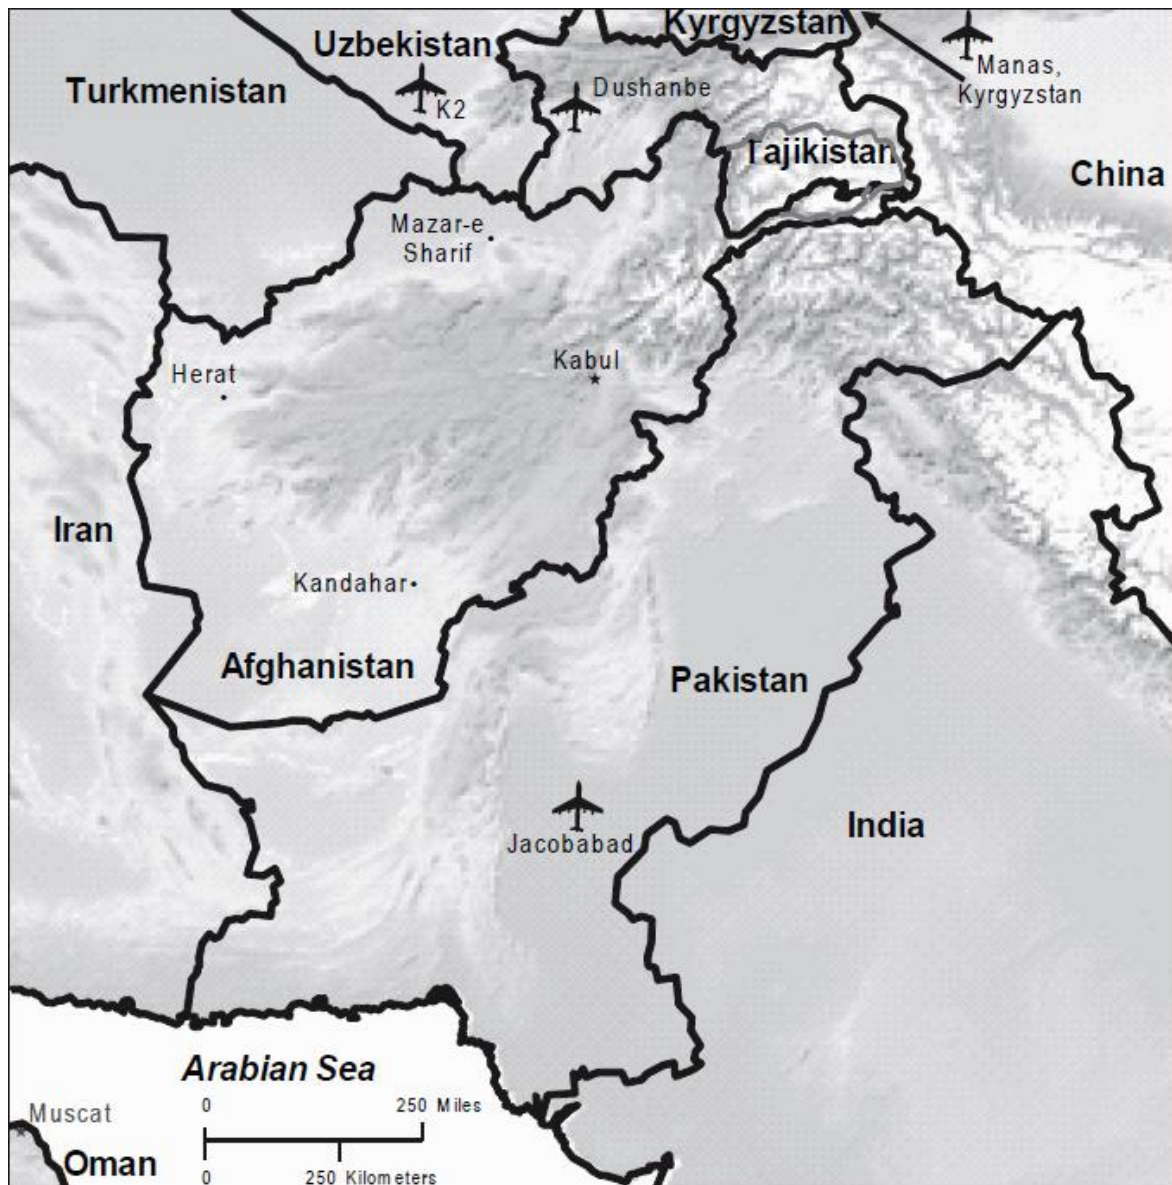 Kyrgyzstan
Uzbekistan
Manas,
Kyrgyzstan
Turkmenistan
K2
Dushanbe
Tajikistan
China
Mazar-e
Sharif
Herat
Kabul
Iran
Kandahar
Afghanistan
Pakistan
Jacobabad
India
Arabian Sea
0 250 Miles
0 250 Kilometers
Muscat
Oman